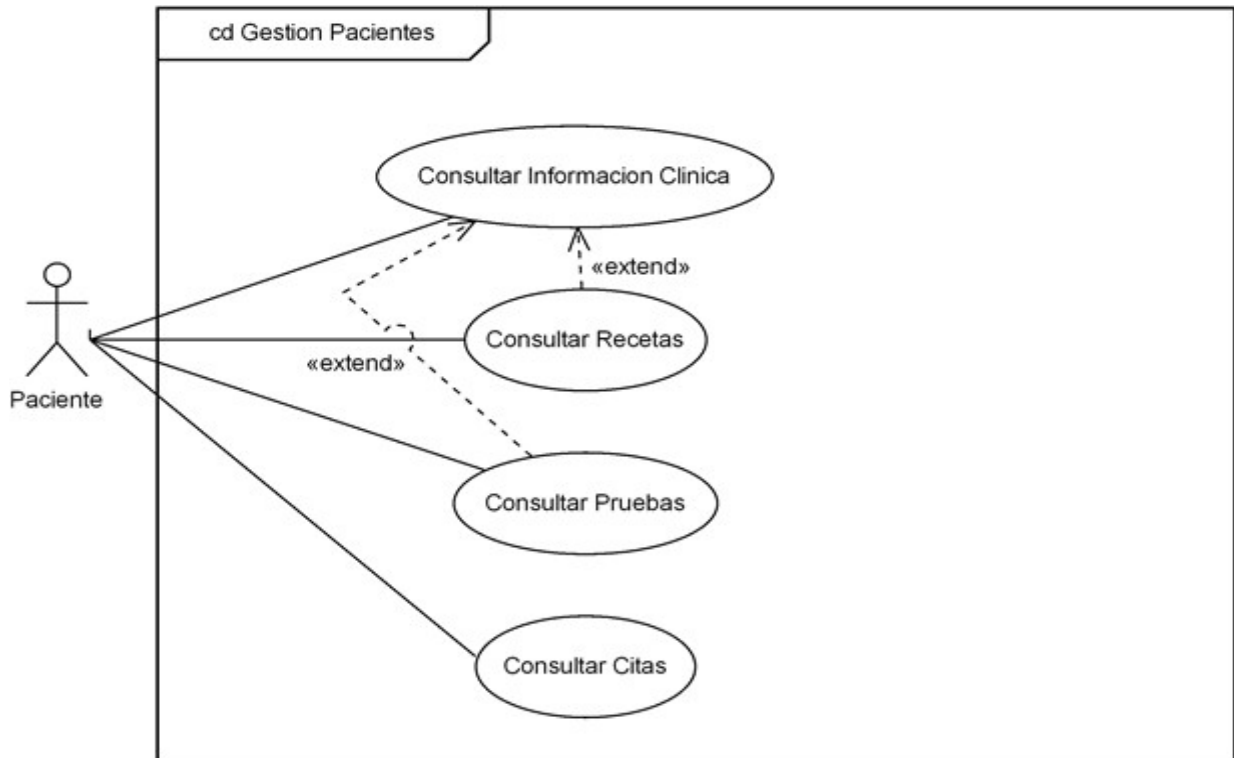 cd Gestion Pacientes
Consultar Informacion Clinica
«extend»
Consultar Recetas
«extend»
Paciente
Consultar Pruebas
Consultar Citas